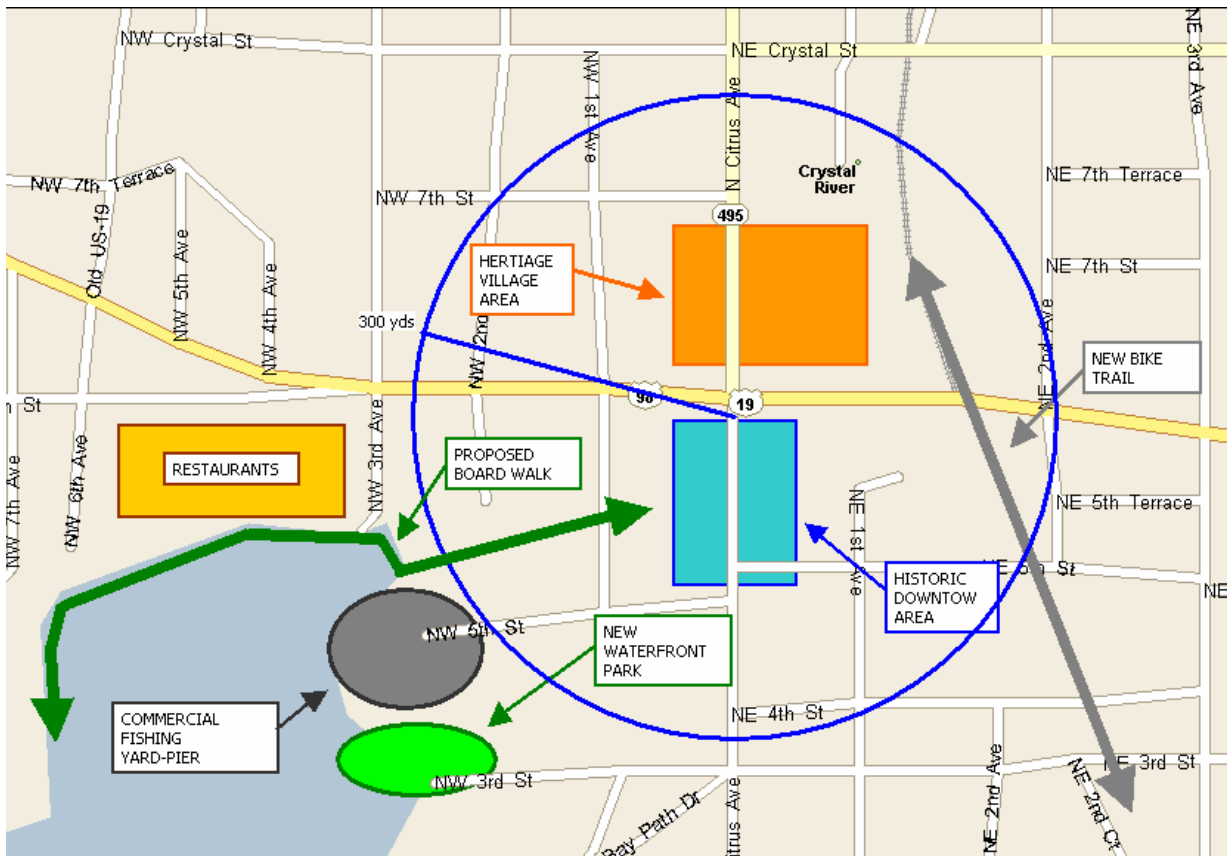 NW Crystal St
NE Crystal St
NE 3rd Ave
NW 1st Ave
N Citrus Ave
Crystal
River
NW 7th Terrace
NE 7th Terrace
NW 7th St
495
Old US-19
NW 5th Ave
NW 4th Ave
HERTIAGE
VILLAGE
AREA
NE 7th St
300 yds
NW 2nd
NE 2nd Ave
NEW BIKE
TRAIL
98
19
h St
NW 3rd Ave
NW 6th Ave
NW 7th Ave
RESTAURANTS
PROPOSED
BOARD WALK
NE 5th Terrace
NE 1st Ave
NE 5th St
NE
HISTORIC
DOWNTOW
AREA
NW 5th St
NEW
WATERFRONT
PARK
COMMERCIAL
FISHING
YARD-PIER
NE 4th St
NW 3rd St
NE 3rd St
Bay Path Dr
Citrus Ave
NE 2nd Ave
NE 2nd Ct